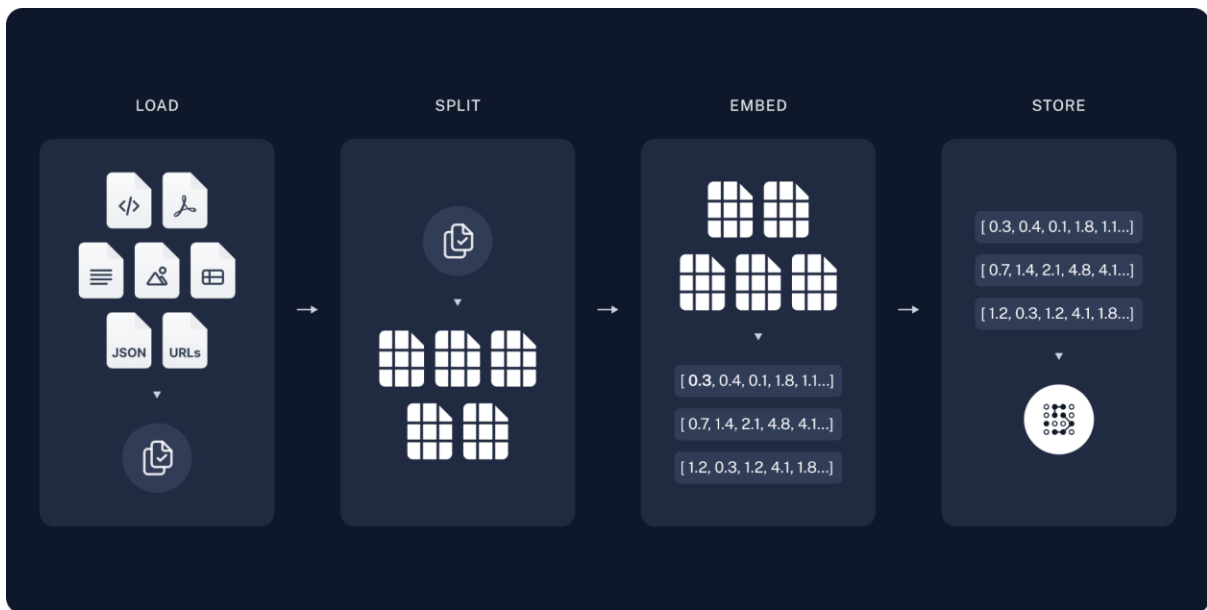 LOAD
SPLIT
EMBED
STORE
</>
JSON
URLs
[ 0.3, 0.4, 0.1, 1.8, 1.1...]
[ 0.7, 1.4, 2.1, 4.8, 4.1...]
[ 1.2, 0.3, 1.2, 4.1, 1.8...]
[ 0.3, 0.4, 0.1, 1.8, 1.1...]
[ 0.7, 1.4, 2.1, 4.8, 4.1...]
[ 1.2, 0.3, 1.2, 4.1, 1.8...]